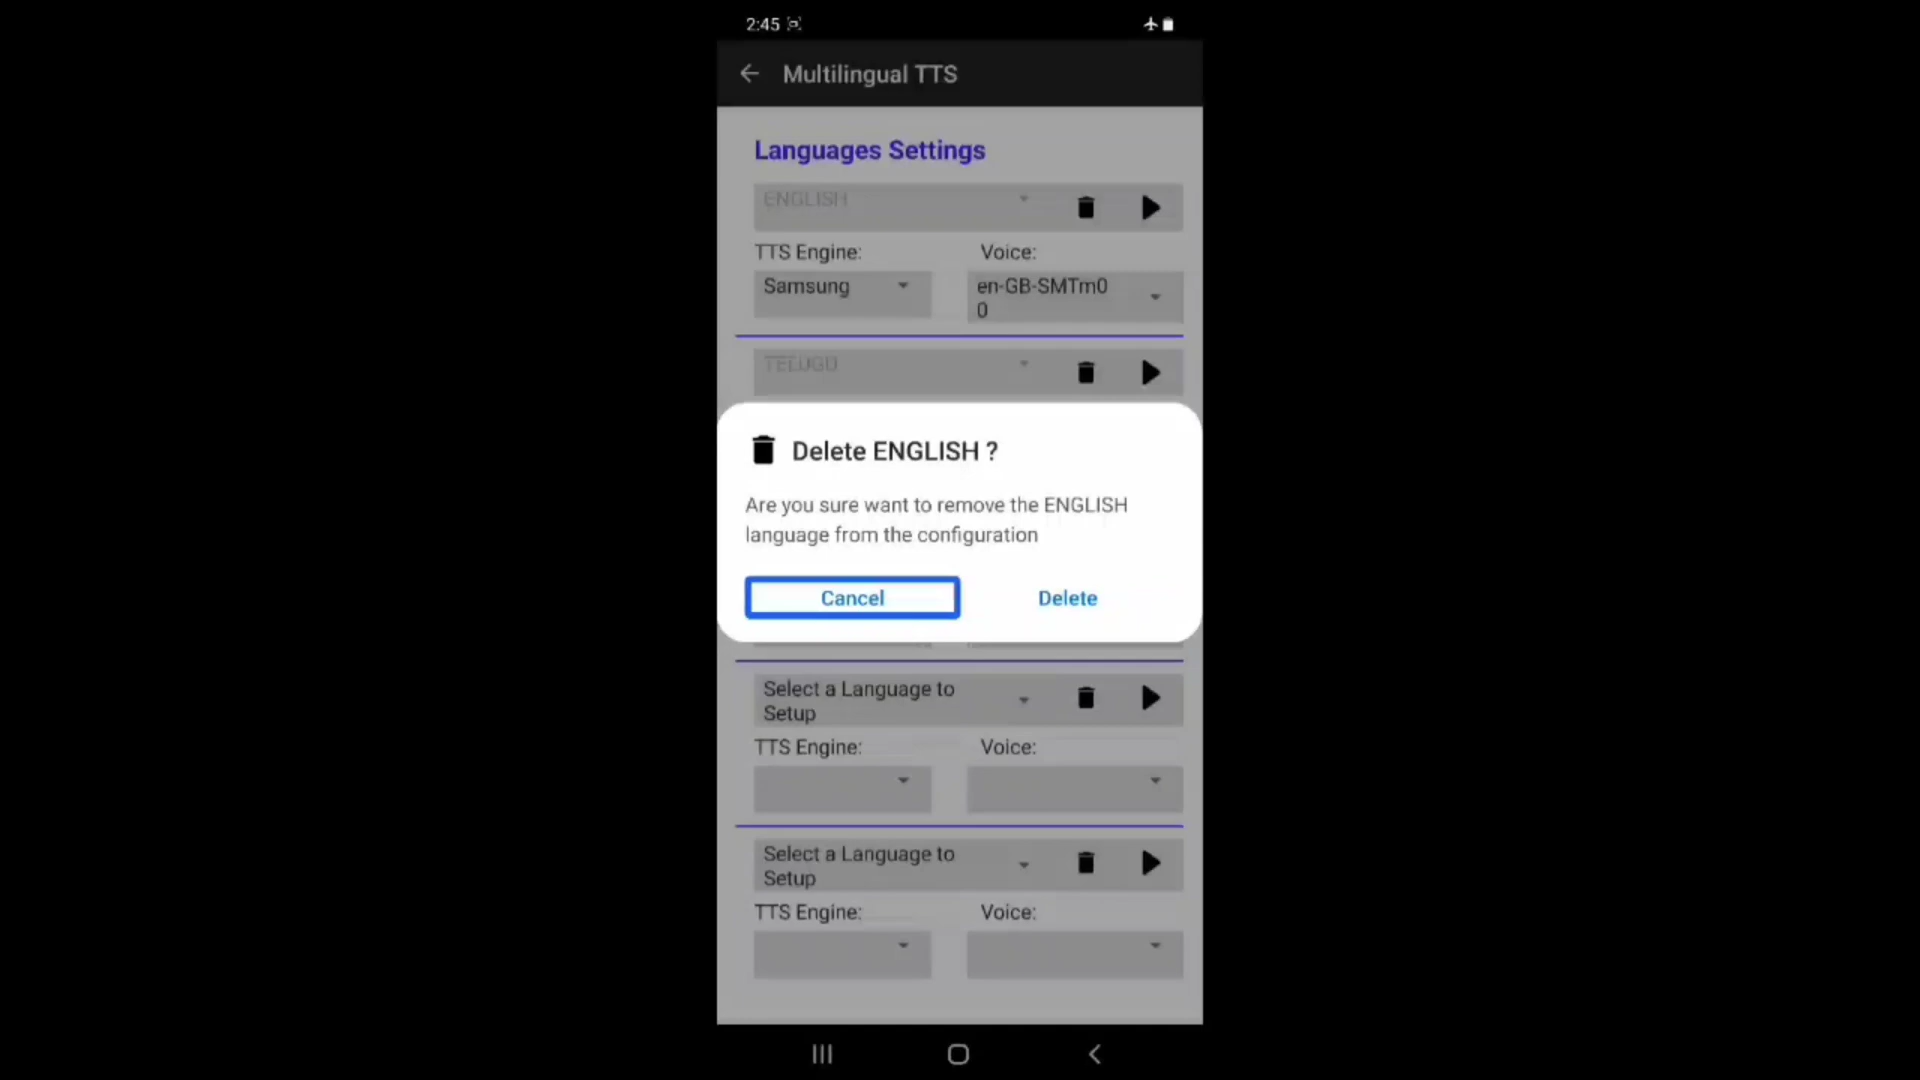 2:45
Multilingual TTS
Languages Settings
ENGLISH
TTS Engine: Voice:
Samsung en-GB-SMTm0
0
TELUGU
Delete ENGLISH ?
Are you sure want to remove the ENGLISH
language from the configuration
Cancel Delete
Select a Language to
Setup
TTS Engine: Voice:
Select a Language to
Setup
TTS Engine: Voice: